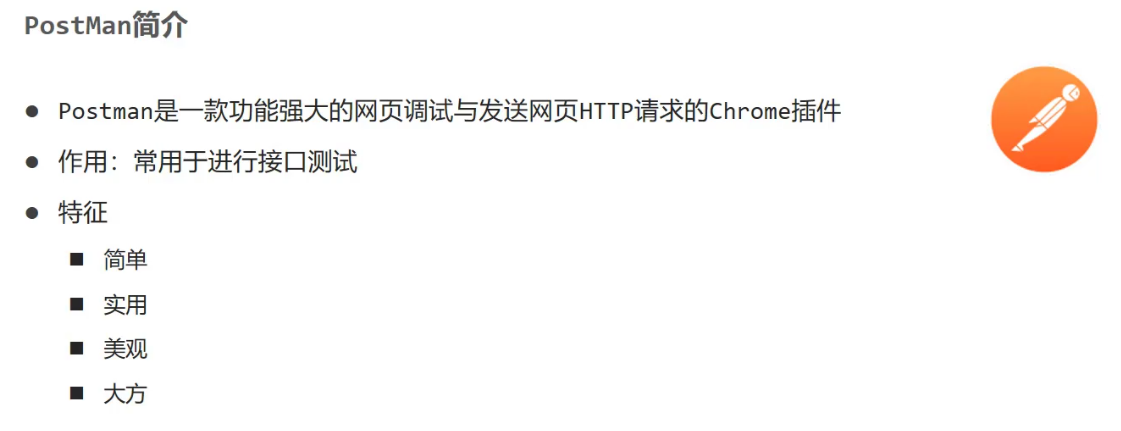 PostMan简介
Postman是一款功能强大的网页调试与发送网页HTTP请求的Chrome插件
作用：常用于进行接口测试
特征
简单
实用
美观
大方